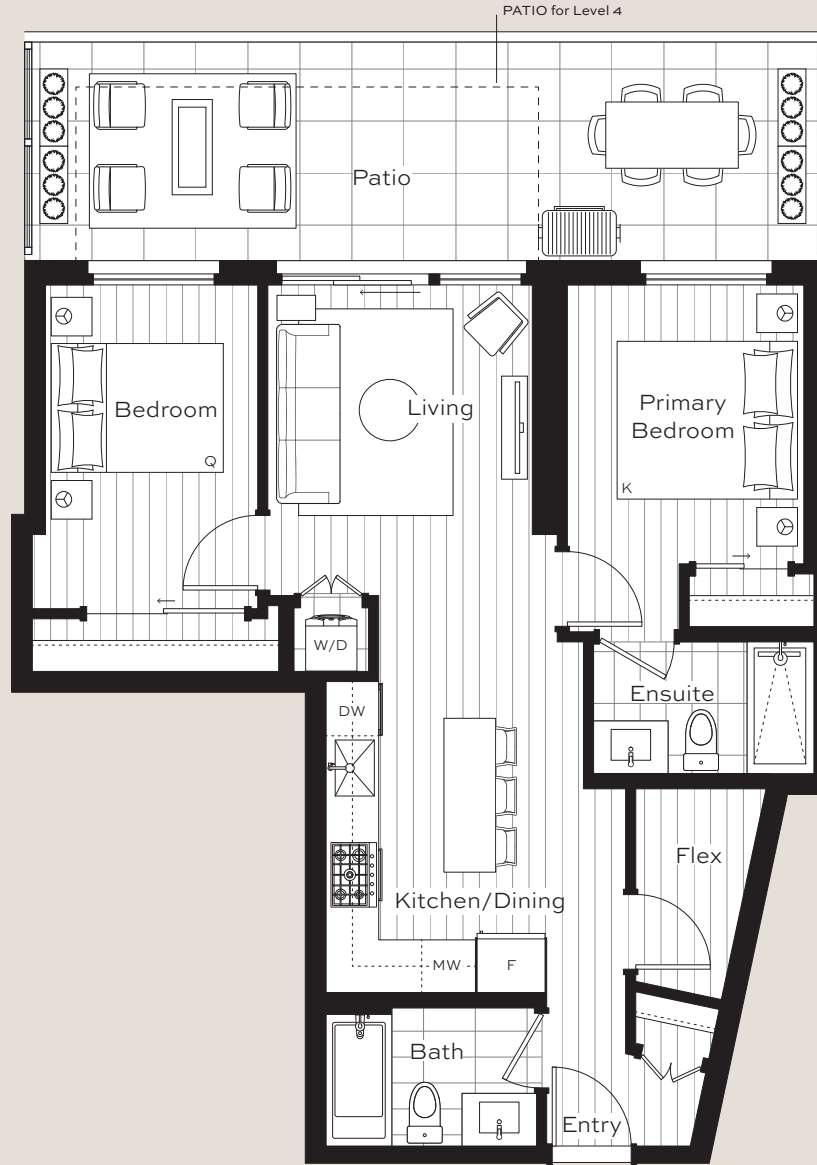 PATIO for Level 4
Patio
Bedroom
Living
Primary
Bedroom
Q
K
W/D
DW
Ensuite
Flex
Kitchen/Dining
MW
F
Bath
Entry